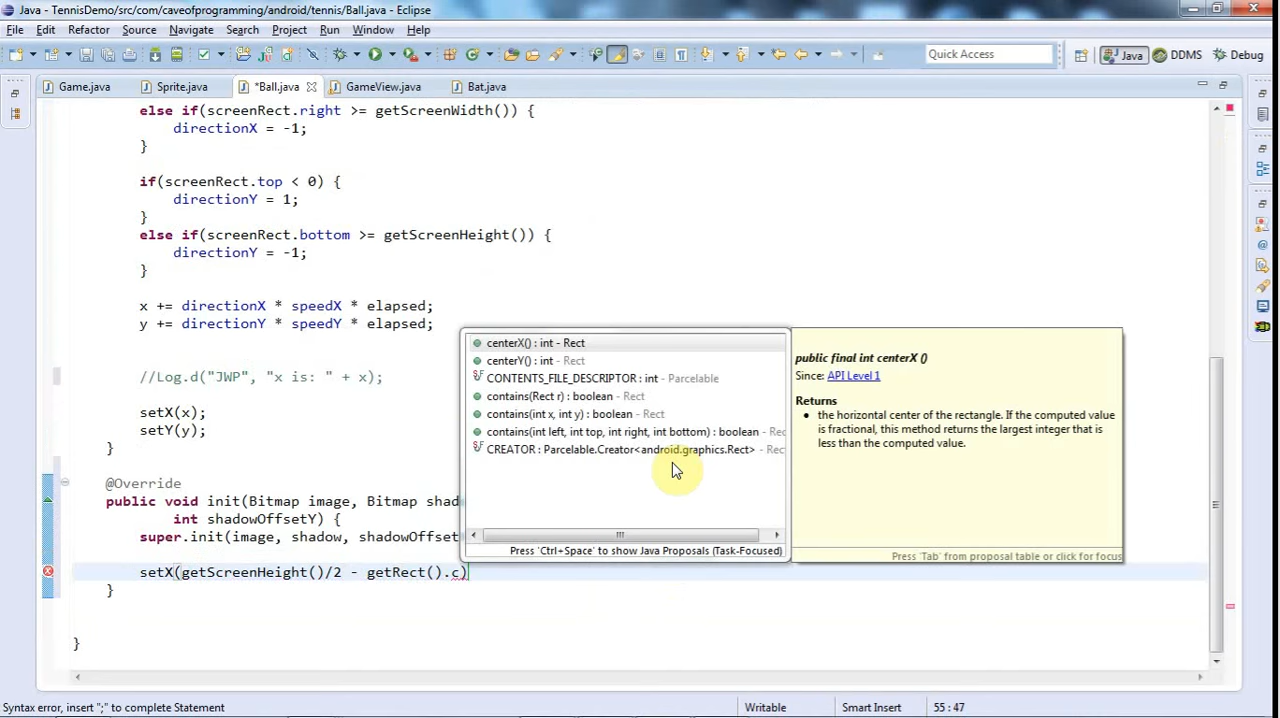 Java - TennisDemo/src/com/caveofprogramming/android/tennis/Ball.java - Eclipse
File Edit Refactor Source Navigate Search Project Run Window Help
Quick Access Java DDMS Debug
Game.java Sprite.java *Ball.java GameView.java Bat.java
else if(screenRect.right >= getScreenWidth()) {
directionX = -1;
}
if(screenRect.top < 0) {
directionY = 1;
}
else if(screenRect.bottom >= getScreenHeight()) {
directionY = -1;
}
x += directionX * speedX * elapsed;
y += directionY * speedY * elapsed;
//Log.d("JWP", "x is: " + x);
setX(x);
setY(y);
}
@Override
public void init(Bitmap image, Bitmap shad
int shadowOffsetY) {
super.init(image, shadow, shadowOffset
setX(getScreenHeight()/2 - getRect().c)
}
}
centerX() : int - Rect
centerY() : int - Rect
CONTENTS_FILE_DESCRIPTOR : int - Parcelable
contains(Rect r) : boolean - Rect
contains(int x, int y) : boolean - Rect
contains(int left, int top, int right, int bottom) : boolean - Rec
CREATOR : Parcelable.Creator<android.graphics.Rect> - Rec
Press 'Ctrl+Space' to show Java Proposals (Task-Focused)
public final int centerX ()
Since: API Level 1
Returns
• the horizontal center of the rectangle. If the computed value
is fractional, this method returns the largest integer that is
less than the computed value.
Press 'Tab' from proposal table or click for focus
Syntax error, insert ";" to complete Statement Writable Smart Insert 55 : 47